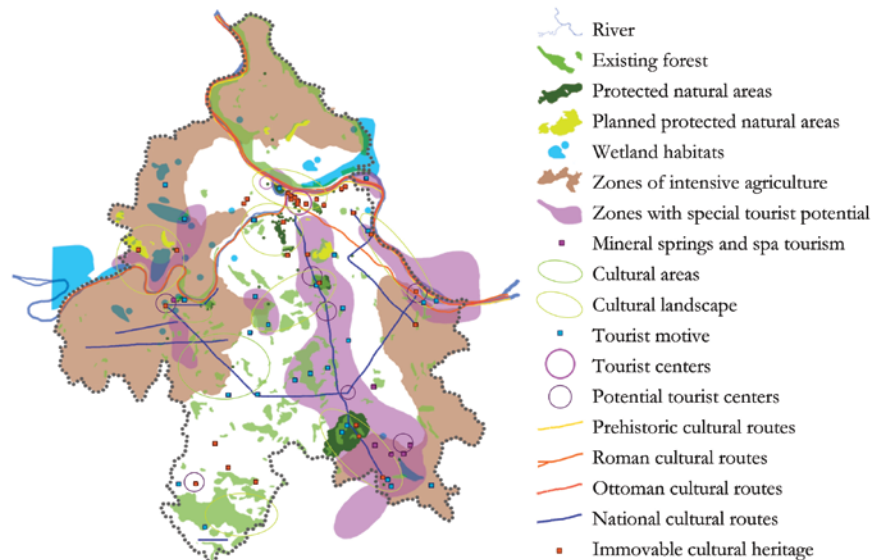 River
Existing forest
Protected natural areas
Planned protected natural areas
Wetland habitats
Zones of intensive agriculture
Zones with special tourist potential
Mineral springs and spa tourism
Cultural areas
Cultural landscape
Tourist motive
Tourist centers
Potential tourist centers
Prehistoric cultural routes
Roman cultural routes
Ottoman cultural routes
National cultural routes
Immovable cultural heritage